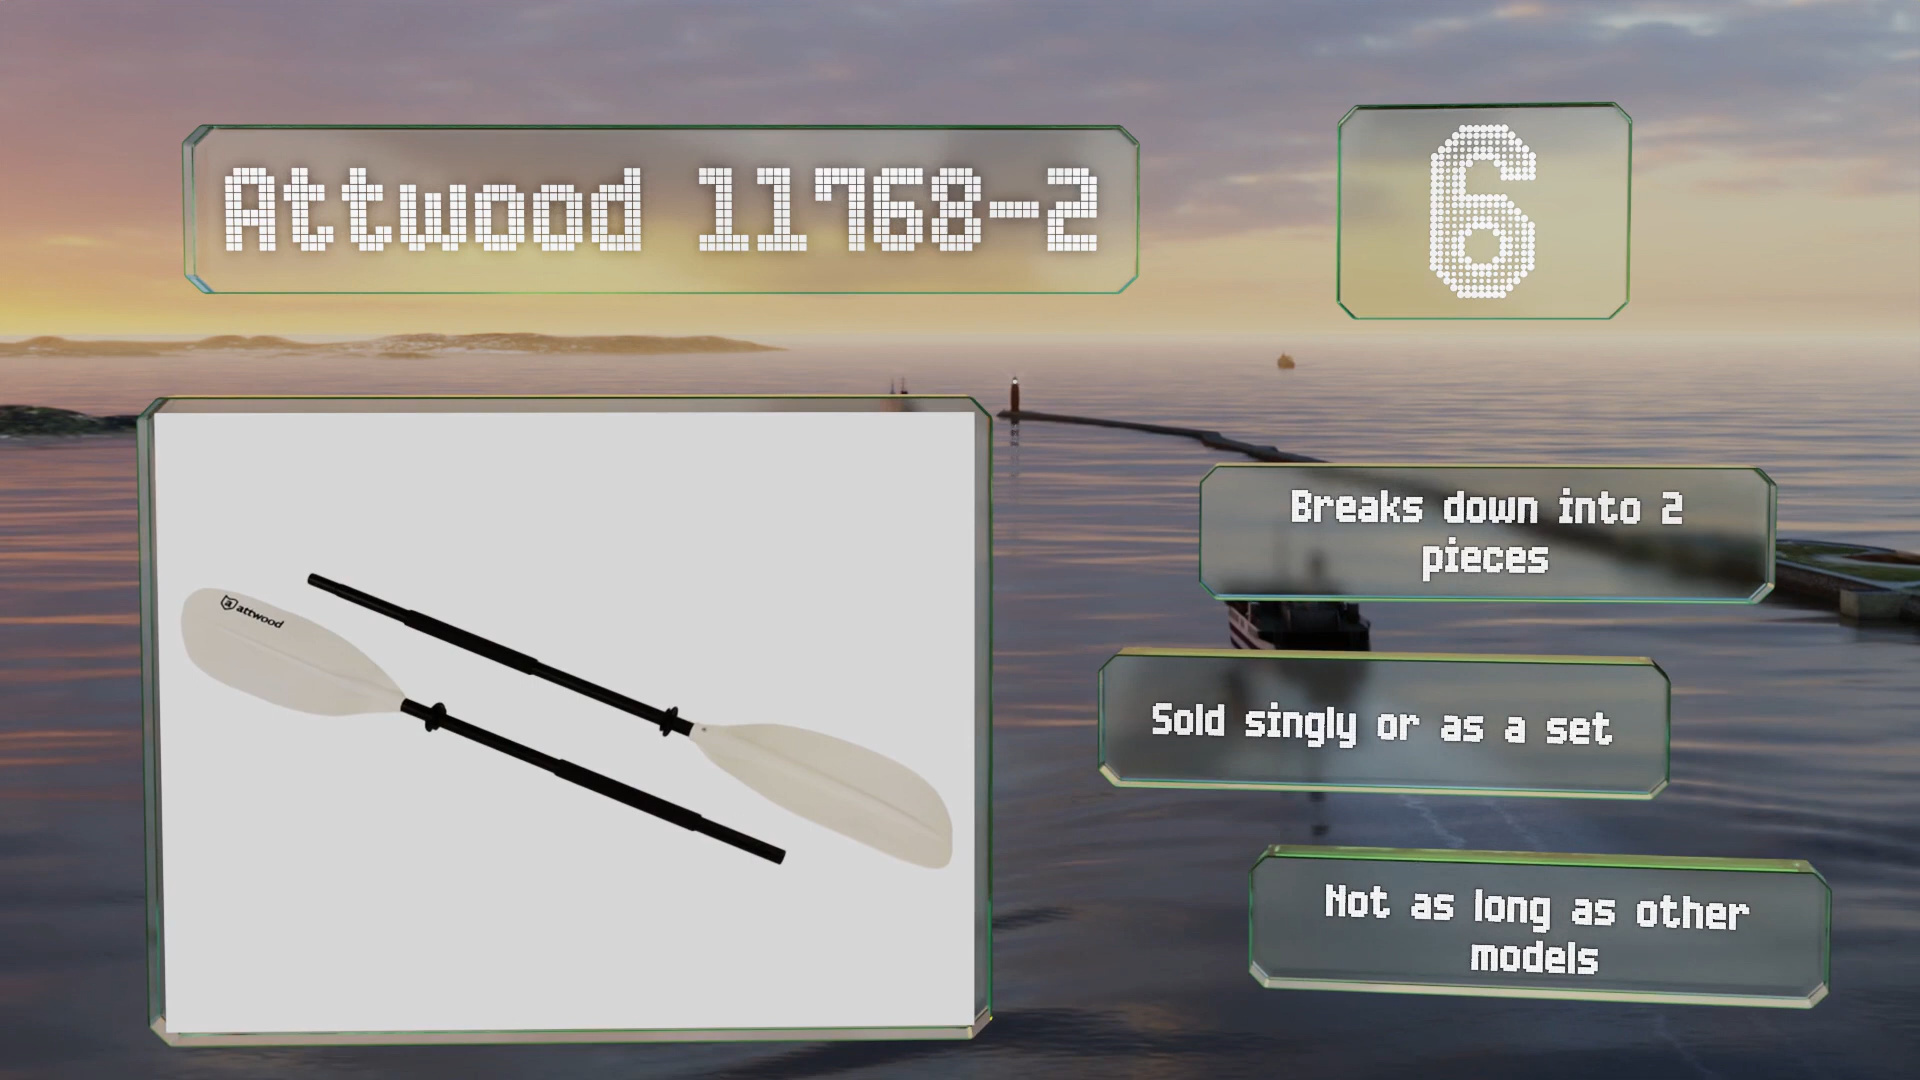 Attwood 11768-2
6
attwood
Breaks down into 2
pieces
Sold singly or as a set
Not as long as other
models